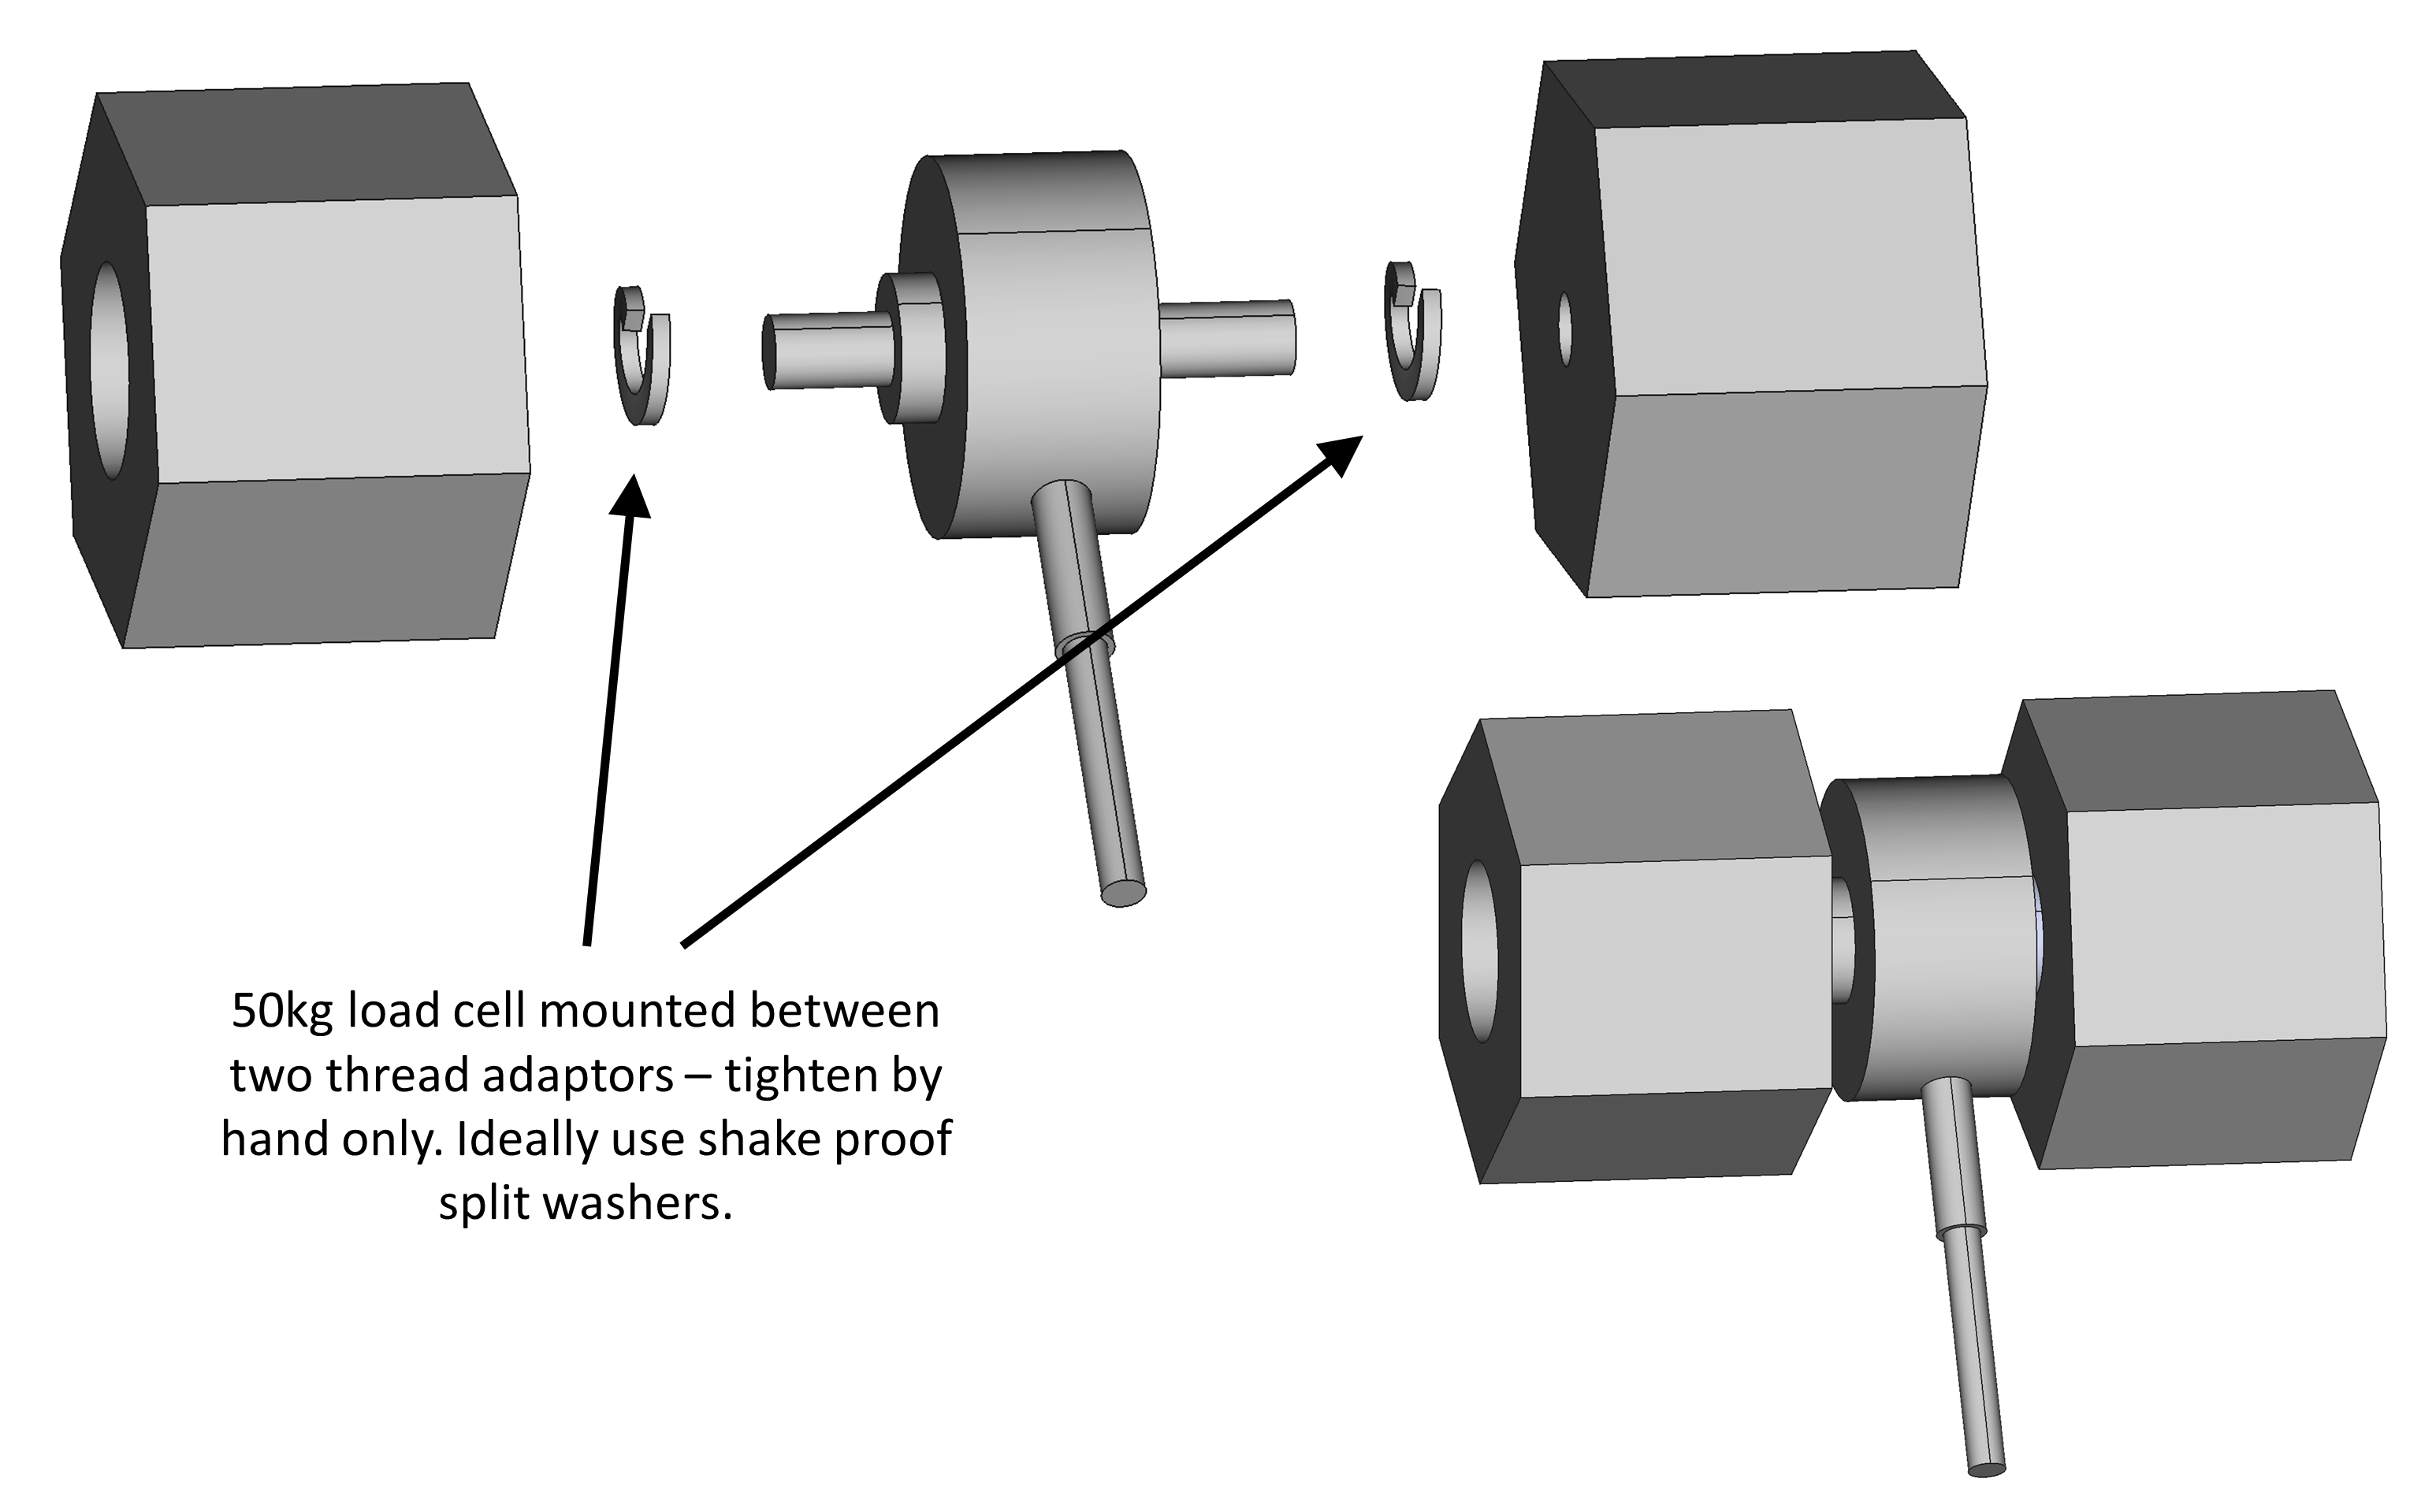 50kg load cell mounted between
two thread adaptors – tighten by
hand only. Ideally use shake proof
split washers.